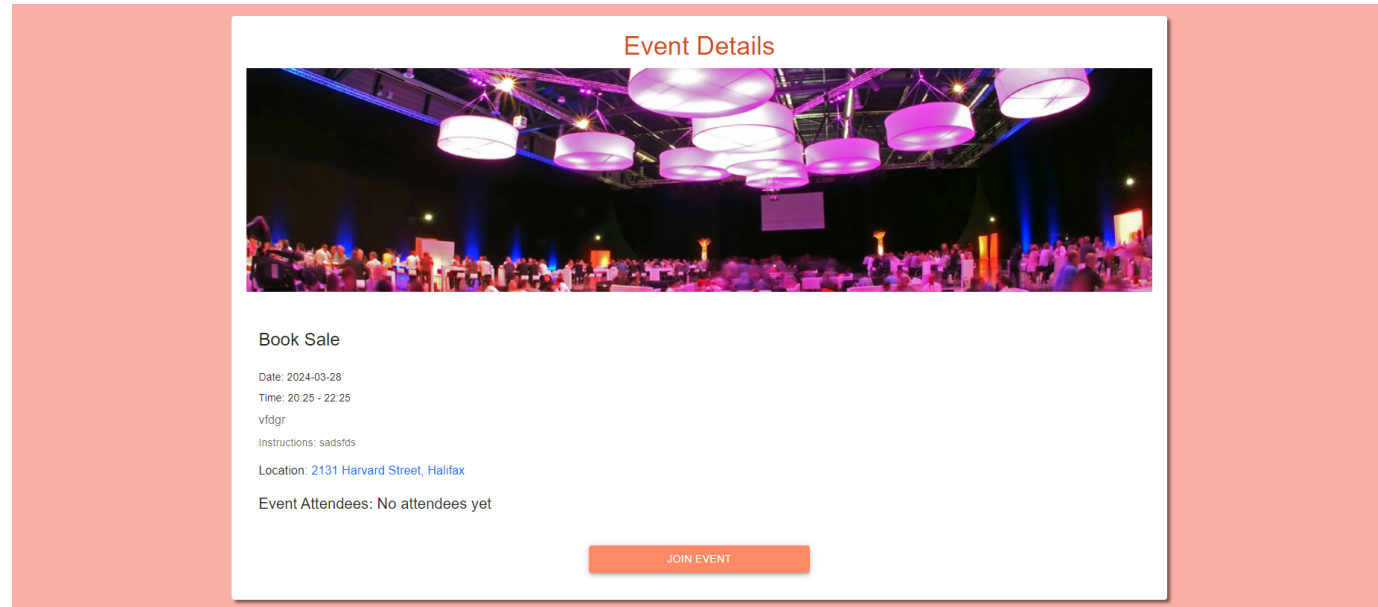 Event Details
Book Sale
Date: 2024-03-28
Time: 20:25 - 22:25
vfdgr
Instructions: sadsfds
Location: 2131 Harvard Street, Halifax
Event Attendees: No attendees yet
JOIN EVENT